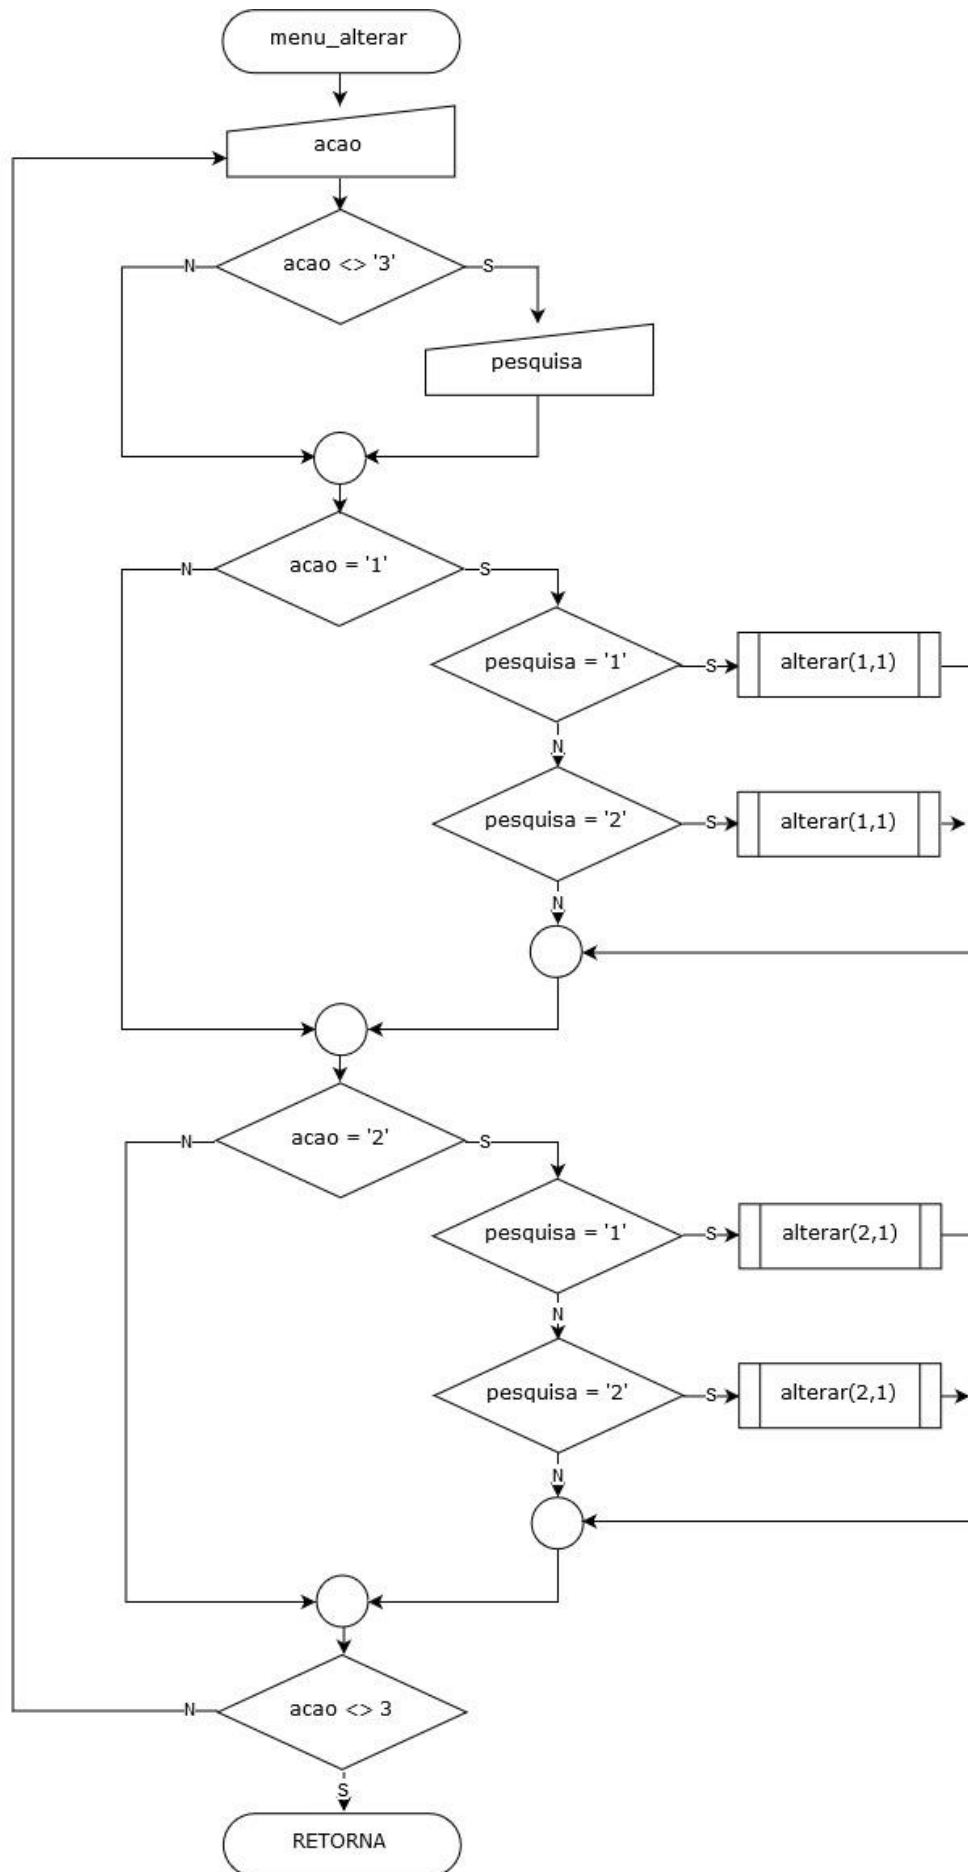 menu_alterar
acao
acao <> '3'
N
S
pesquisa
acao = '1'
N
S
pesquisa = '1'
S
alterar(1,1)
N
pesquisa = '2'
S
alterar(1,1)
N
acao = '2'
N
S
pesquisa = '1'
S
alterar(2,1)
N
pesquisa = '2'
S
alterar(2,1)
N
acao <> 3
N
S
RETORNA